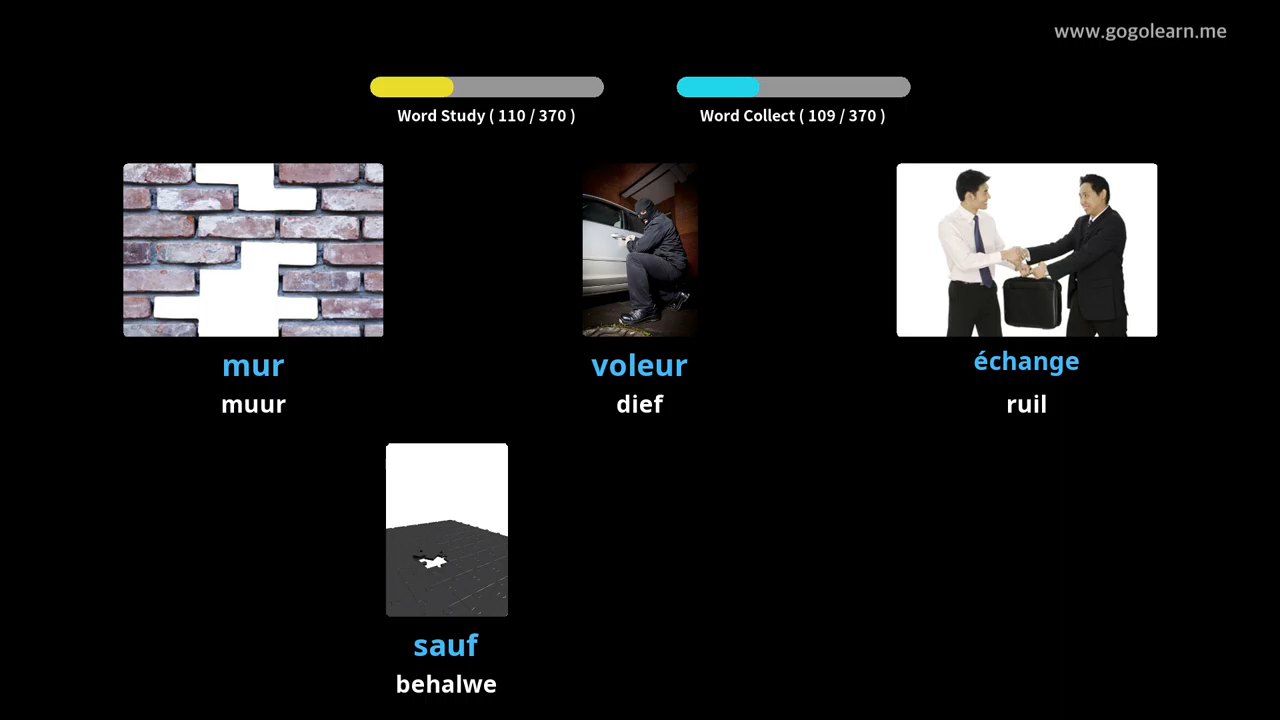 www.gogolearn.me
Word Study ( 110 / 370 )
Word Collect ( 109 / 370 )
mur
muur
voleur
dief
échange
ruil
sauf
behalwe